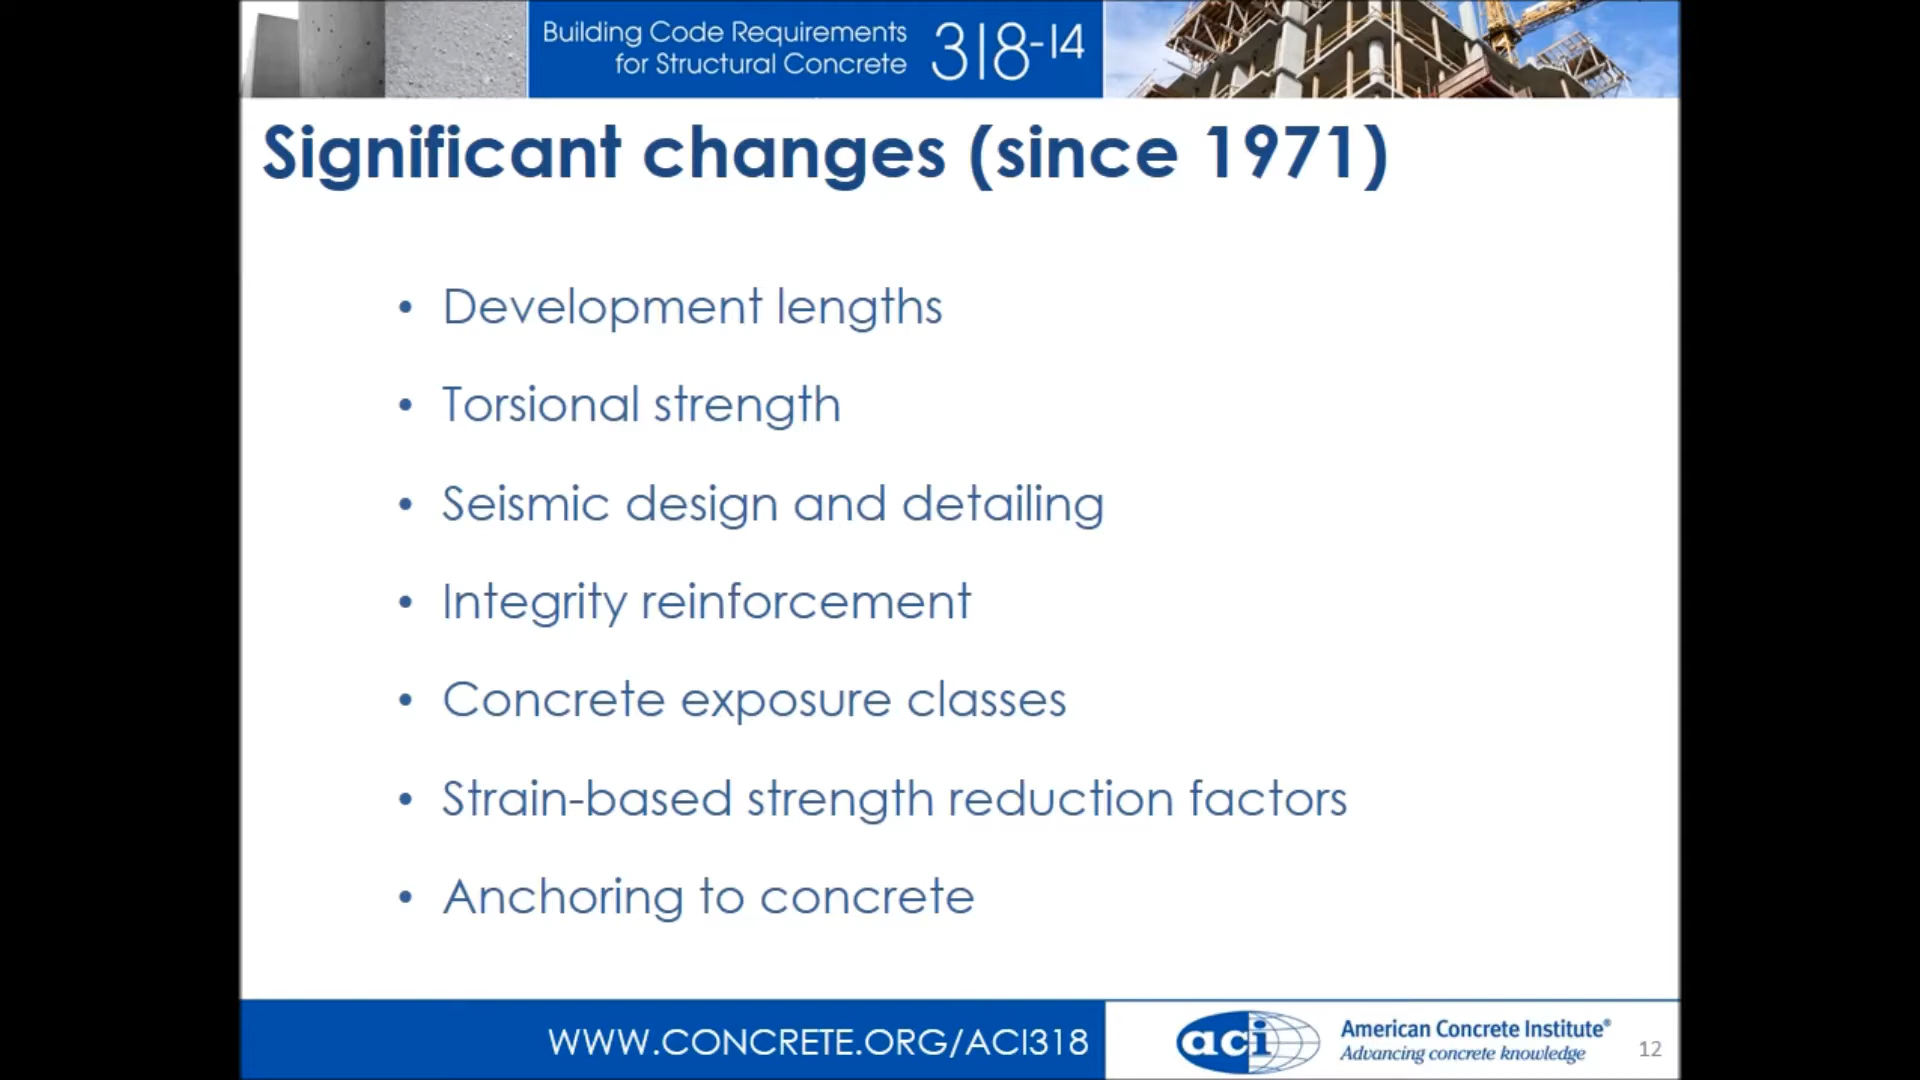 Building Code Requirements
for Structural Concrete
318-14
Significant changes (since 1971)
• Development lengths
• Torsional strength
• Seismic design and detailing
• Integrity reinforcement
• Concrete exposure classes
• Strain-based strength reduction factors
• Anchoring to concrete
WWW.CONCRETE.ORG/ACI318
aci
American Concrete Institute®
Advancing concrete knowledge
12